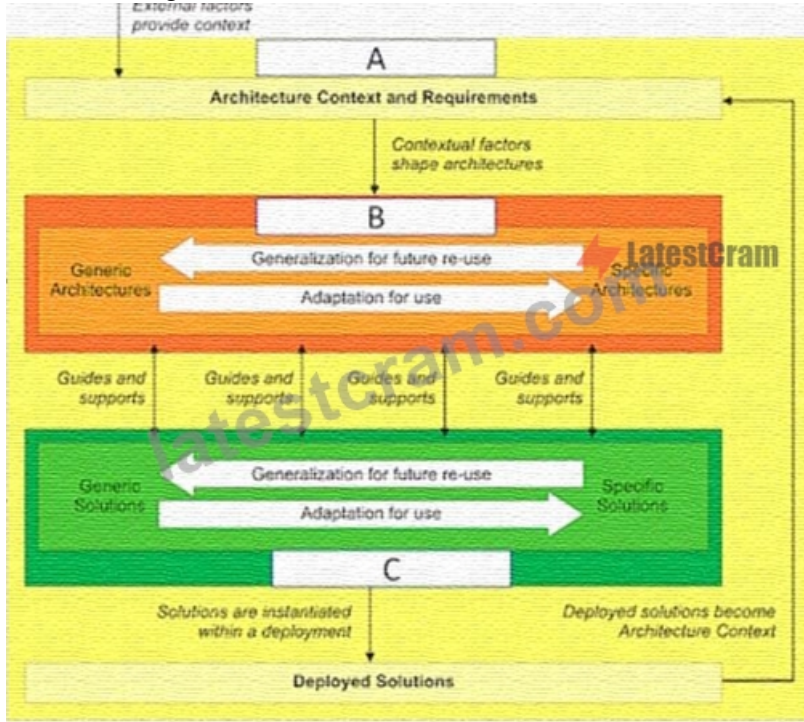 External factors
provide context
A
Architecture Context and Requirements
Contextual factors
shape architectures
B
Generalization for future re-use
LatestCram
Generic
Architectures
Specific
Architectures
Adaptation for use
Guides and
supports
Guides and
supports
Guides and
supports
Guides and
supports
latestcram.com
Generalization for future re-use
Generic
Solutions
Specific
Solutions
Adaptation for use
C
Solutions are instantiated
within a deployment
Deployed solutions become
Architecture Context
Deployed Solutions